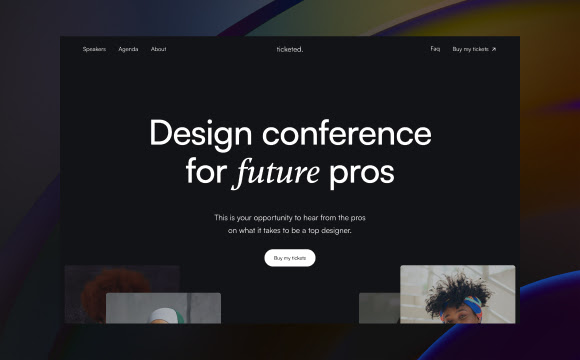 Speakers Agenda About ticketed. Faq Buy my tickets ↗
Design conference
for future pros
This is your opportunity to hear from the pros
on what it takes to be a top designer.
Buy my tickets